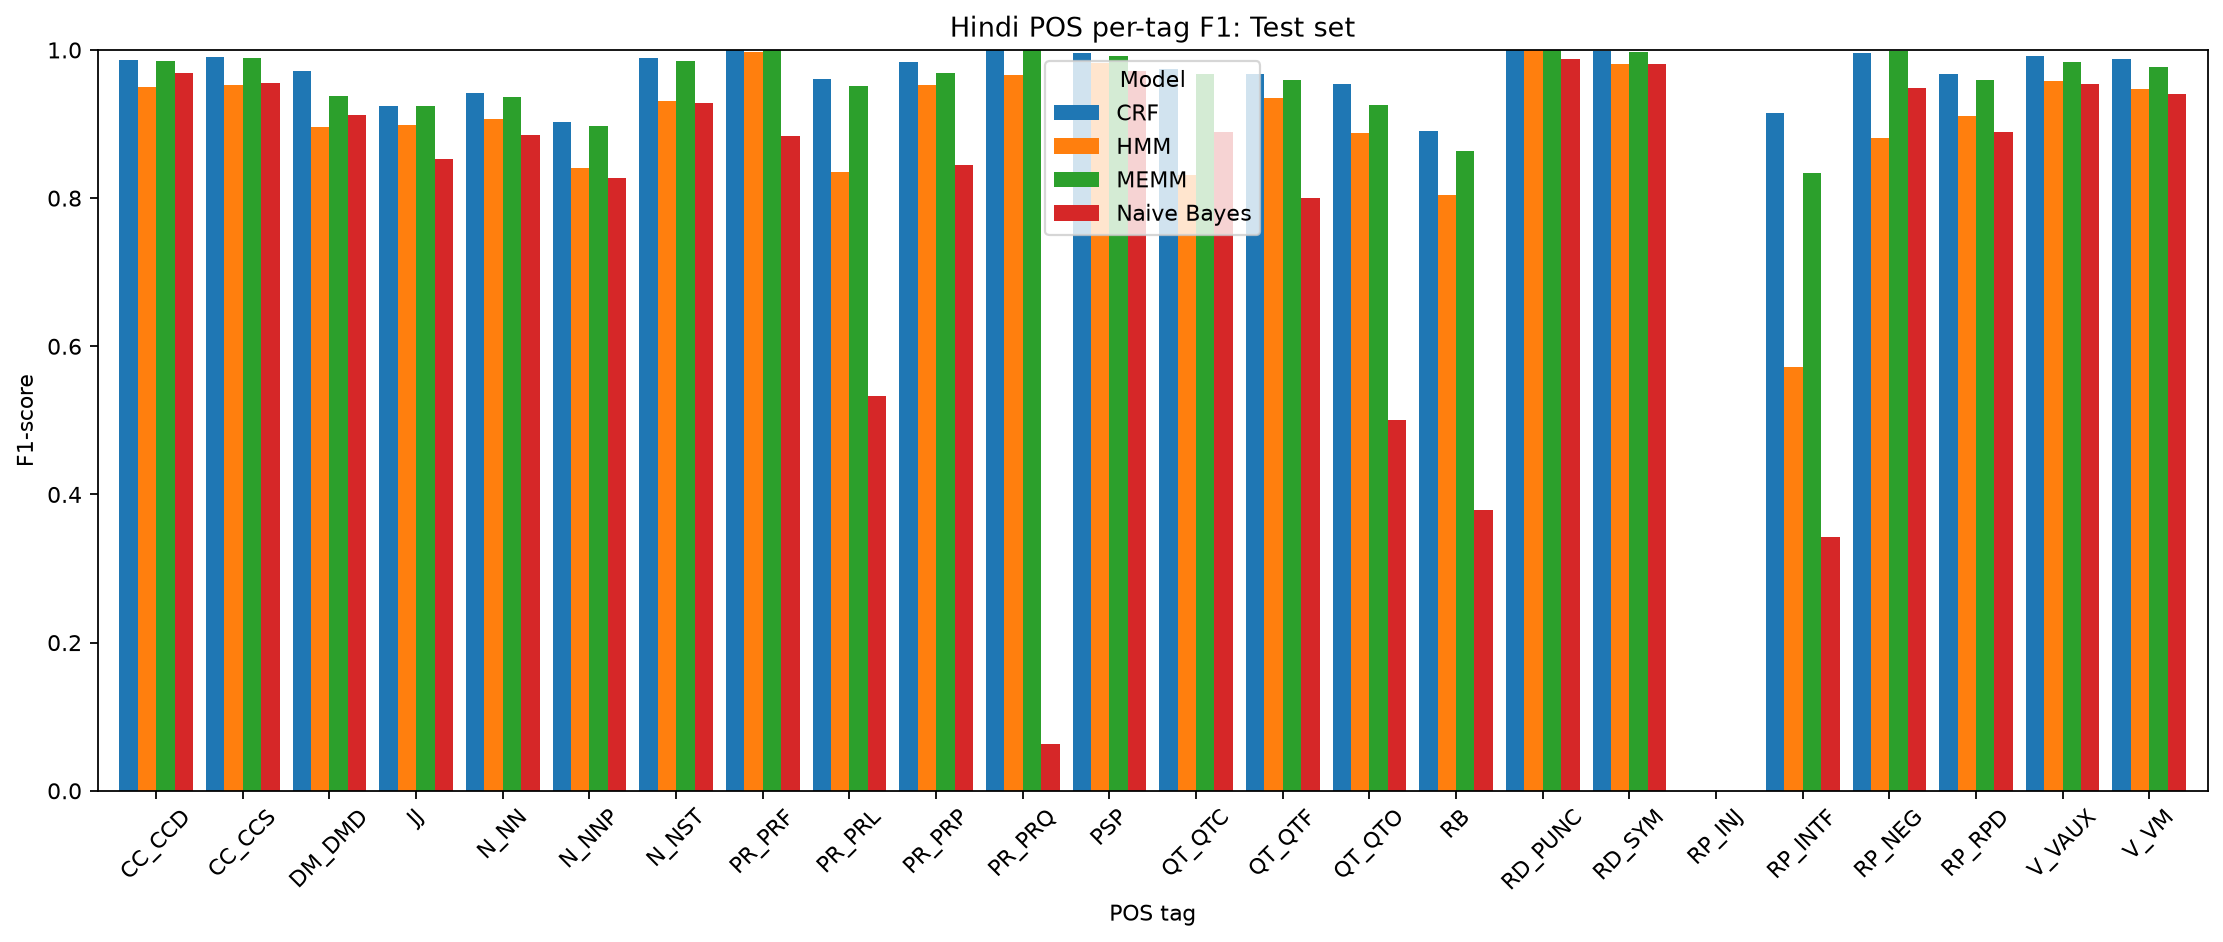 Hindi POS per-tag F1: Test set
F1-score
1.0
0.8
0.6
0.4
0.2
0.0
Model
CRF
HMM
MEMM
Naive Bayes
CC_CCD
CC_CCS
DM_DMD
JJ
N_NN
N_NNP
N_NST
PR_PRF
PR_PRL
PR_PRP
PR_PRQ
PSP
QT_QTC
QT_QTF
QT_QTO
RB
RD_PUNC
RD_SYM
RP_INJ
RP_INTF
RP_NEG
RP_RPD
V_VAUX
V_VM
POS tag